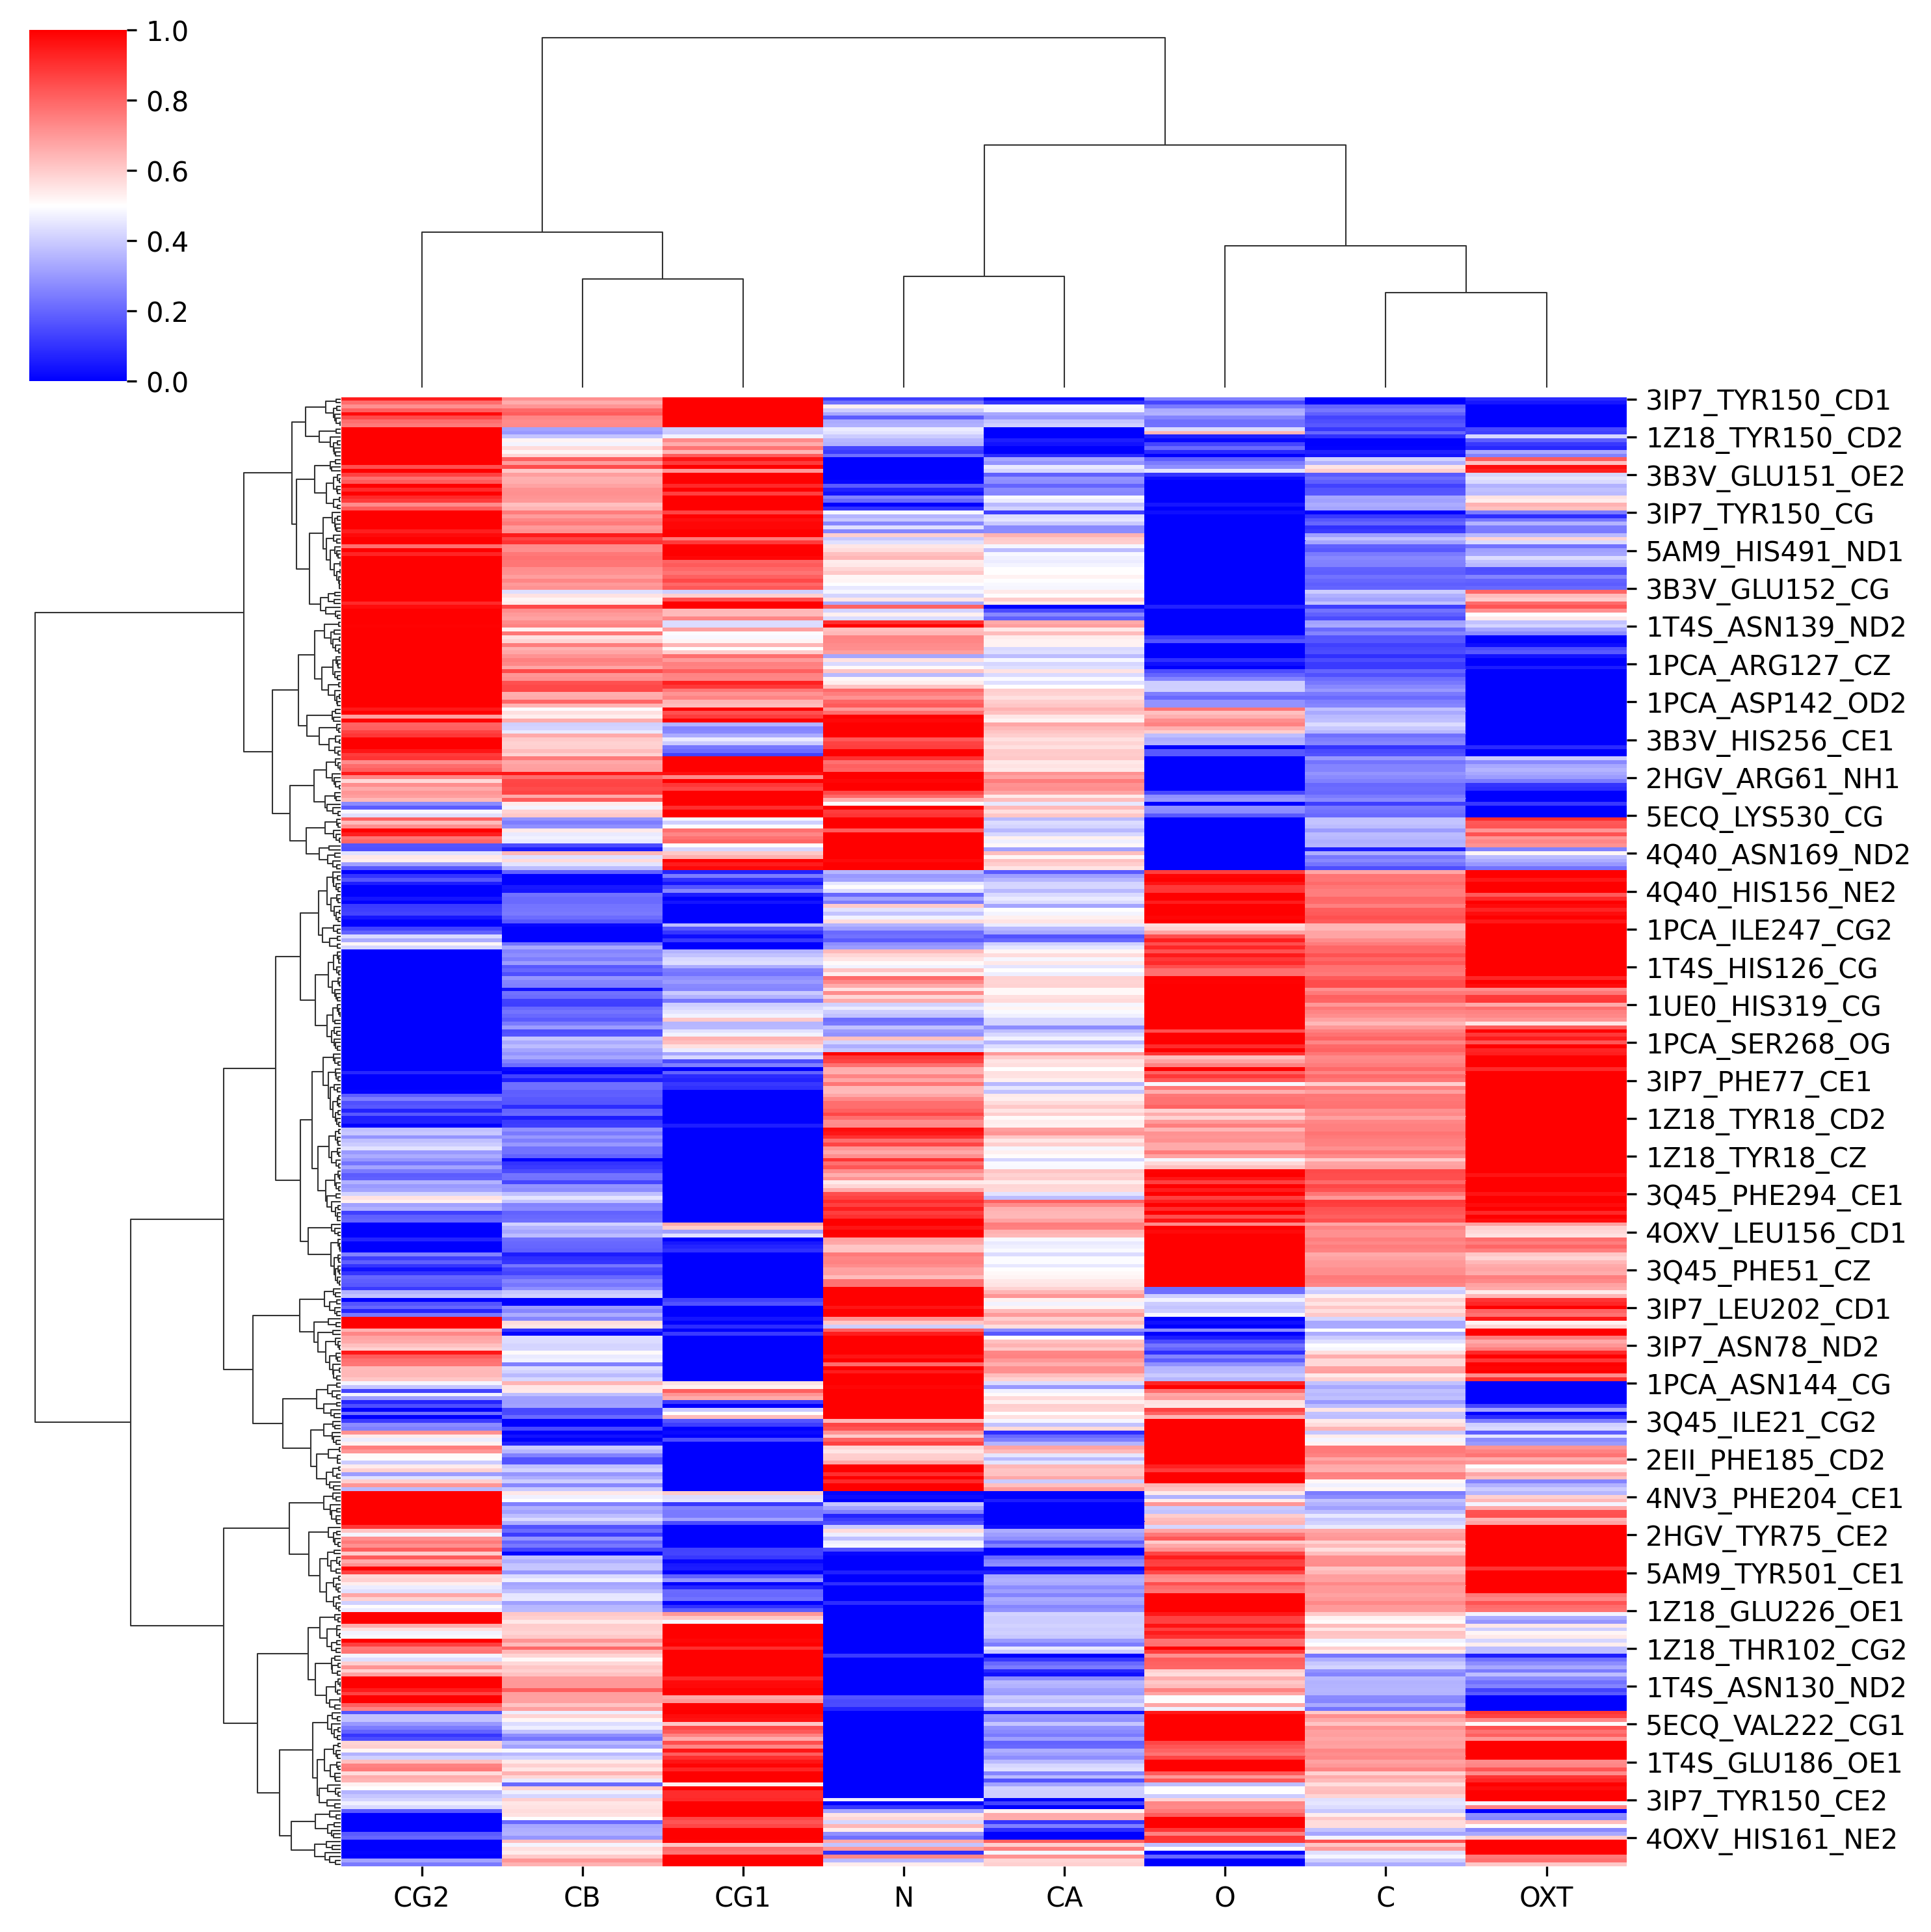 1.0
0.8
0.6
0.4
0.2
0.0
3IP7_TYR150_CD1
1Z18_TYR150_CD2
3B3V_GLU151_OE2
3IP7_TYR150_CG
5AM9_HIS491_ND1
3B3V_GLU152_CG
1T4S_ASN139_ND2
1PCA_ARG127_CZ
1PCA_ASP142_OD2
3B3V_HIS256_CE1
2HGV_ARG61_NH1
5ECQ_LYS530_CG
4Q40_ASN169_ND2
4Q40_HIS156_NE2
1PCA_ILE247_CG2
1T4S_HIS126_CG
1UE0_HIS319_CG
1PCA_SER268_OG
3IP7_PHE77_CE1
1Z18_TYR18_CD2
1Z18_TYR18_CZ
3Q45_PHE294_CE1
4OXV_LEU156_CD1
3Q45_PHE51_CZ
3IP7_LEU202_CD1
3IP7_ASN78_ND2
1PCA_ASN144_CG
3Q45_ILE21_CG2
2EII_PHE185_CD2
4NV3_PHE204_CE1
2HGV_TYR75_CE2
5AM9_TYR501_CE1
1Z18_GLU226_OE1
1Z18_THR102_CG2
1T4S_ASN130_ND2
5ECQ_VAL222_CG1
1T4S_GLU186_OE1
3IP7_TYR150_CE2
4OXV_HIS161_NE2
CG2 CB CG1 N CA O C OXT